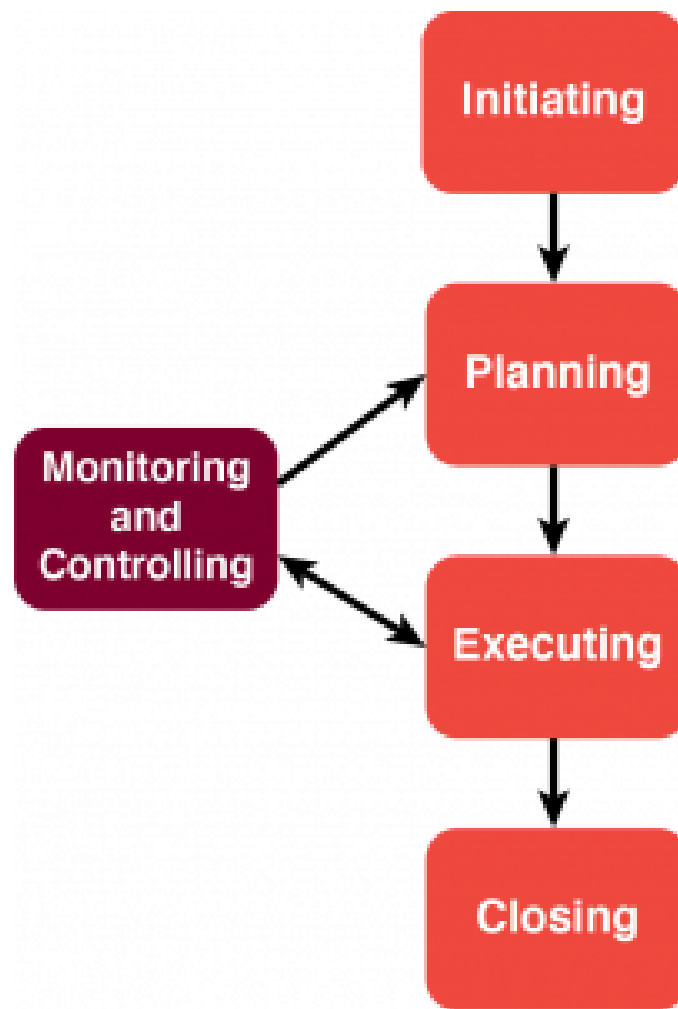 Initiating
Planning
Monitoring
and
Controlling
Executing
Closing